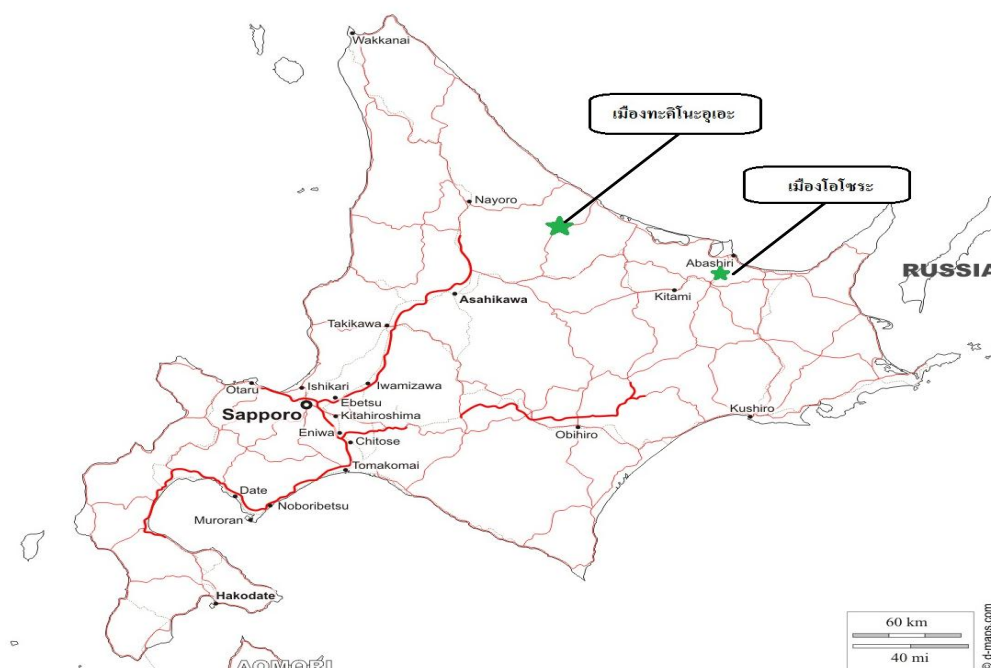 Wakkanai
เมืองทะคิโนะอุเอะ
เมืองโอโซระ
Nayoro
Abashiri
RUSSIA
Kitami
Asahikawa
Takikawa
Otaru
Ishikari
Iwamizawa
Ebetsu
Sapporo
Kitahiroshima
Kushiro
Eniwa
Obihiro
Chitose
Tomakomai
Date
Noboribetsu
Muroran
Hakodate
60 km
40 mi
© d-maps.com
AOMORI